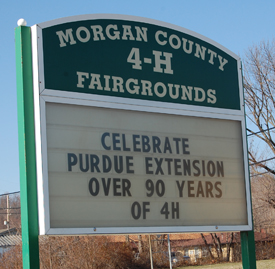 MORGAN COUNTY
4-H
FAIRGROUNDS
CELEBRATE
PURDUE EXTENSION
OVER 90 YEARS
OF 4H